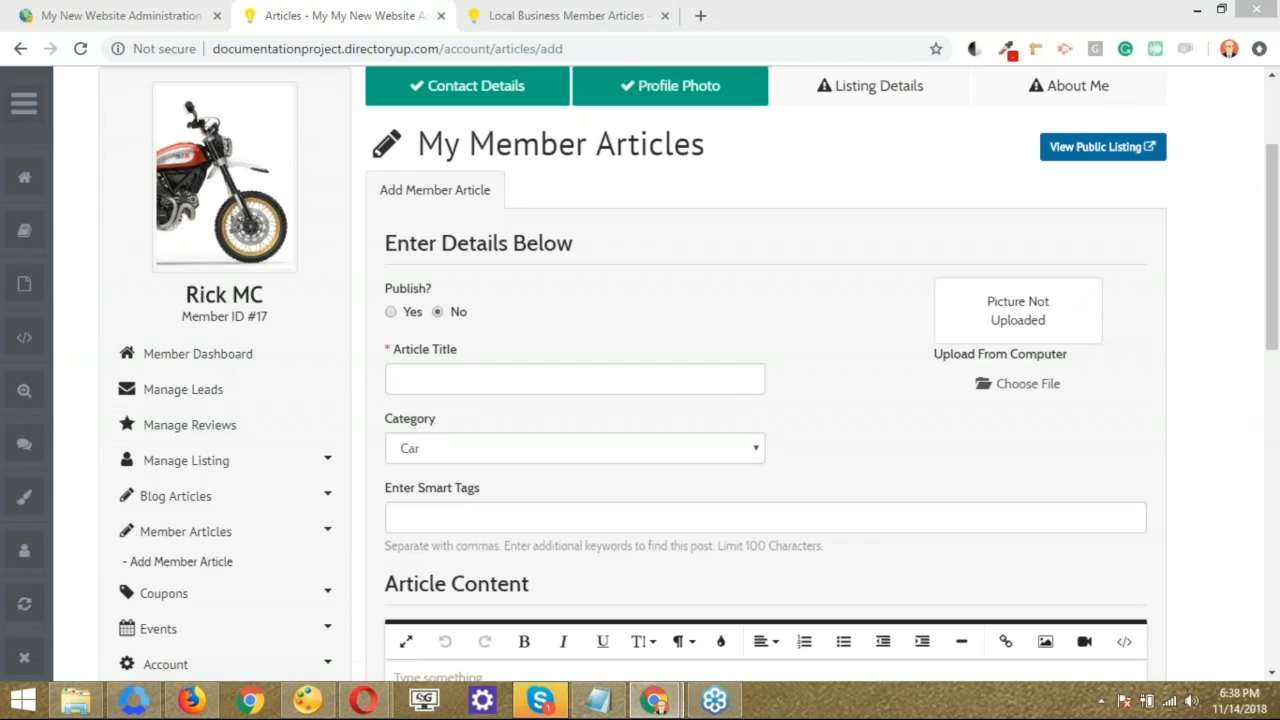 My New Website Administration
Articles - My My New Website A
Local Business Member Articles
Not secure
documentationproject.directoryup.com/account/articles/add
Contact Details
Profile Photo
Listing Details
About Me
My Member Articles
View Public Listing
Add Member Article
Enter Details Below
Publish?
Yes
No
Picture Not
Uploaded
Upload From Computer
Choose File
* Article Title
Category
Car
Enter Smart Tags
Separate with commas. Enter additional keywords to find this post. Limit 100 Characters.
Article Content
B I U T
Type something
Rick MC
Member ID #17
Member Dashboard
Manage Leads
Manage Reviews
Manage Listing
Blog Articles
Member Articles
- Add Member Article
Coupons
Events
Account
SG
1
6:38 PM
11/14/2018